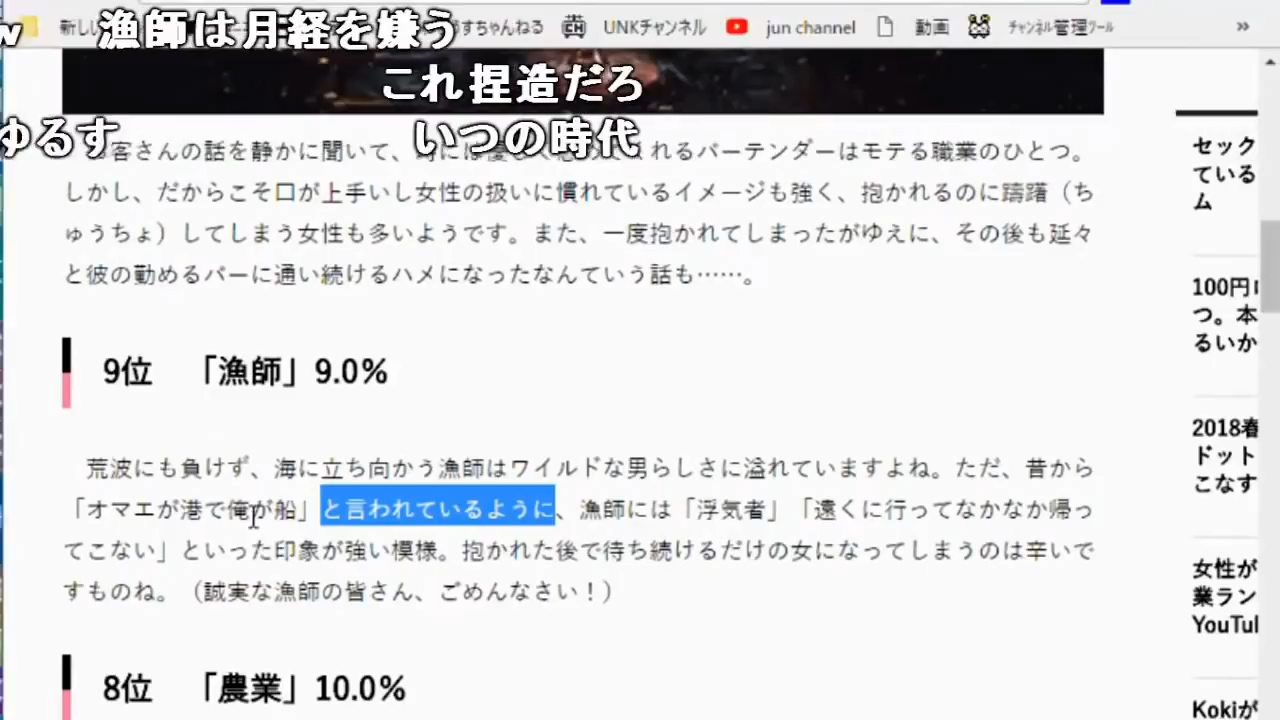 漁師は月経を嫌う
これ捏造だろ
ゆるす
いつの時代
新し
うすちゃんねる
UNKチャンネル
jun channel
動画
チャンネル管理ツール
»
客さんの話を静かに聞いて、
れるバーテンダーはモテる職業のひとつ。
しかし、だからこそ口が上手いし女性の扱いに慣れているイメージも強く、抱かれるのに躊躇（ち
ゅうちょ）してしまう女性も多いようです。また、一度抱かれてしまったがゆえに、その後も延々
と彼の勤めるバーに通い続けるハメになったなんていう話も……。
9位 「漁師」9.0%
荒波にも負けず、海に立ち向かう漁師はワイルドな男らしさに溢れていますよね。ただ、昔から
「オマエが港で俺が船」と言われているように、漁師には「浮気者」「遠くに行ってなかなか帰っ
てこない」といった印象が強い模様。抱かれた後で待ち続けるだけの女になってしまうのは辛いで
すものね。（誠実な漁師の皆さん、ごめんなさい！）
8位 「農業」10.0%
セック
ている
ム
100円
つ。本
るいか
2018春
ドット
こなす
女性が
業ラン
YouTu
Kokiが